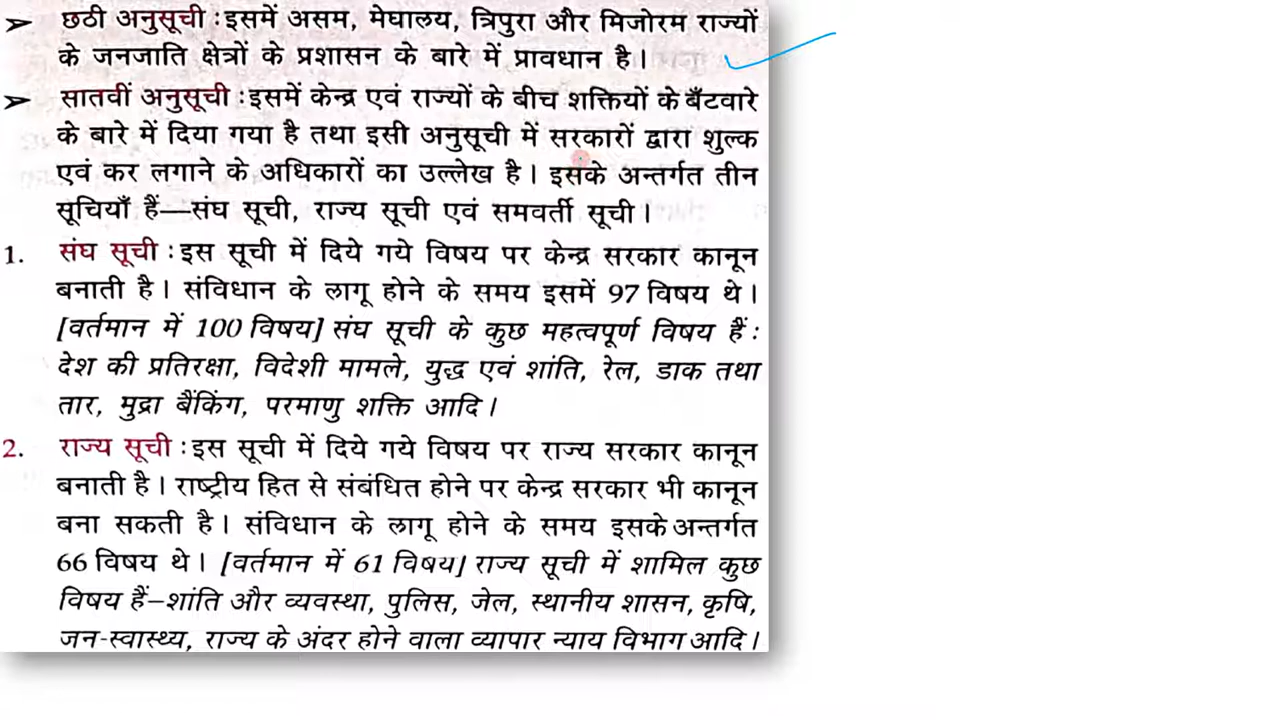 ➢ छठी अनुसूची : इसमें असम, मेघालय, त्रिपुरा और मिजोरम राज्यों
के जनजाति क्षेत्रों के प्रशासन के बारे में प्रावधान है।
➢ सातवीं अनुसूची : इसमें केन्द्र एवं राज्यों के बीच शक्तियों के बँटवारे
के बारे में दिया गया है तथा इसी अनुसूची में सरकारों द्वारा शुल्क
एवं कर लगाने के अधिकारों का उल्लेख है। इसके अन्तर्गत तीन
सूचियाँ हैं—संघ सूची, राज्य सूची एवं समवर्ती सूची।
1. संघ सूची : इस सूची में दिये गये विषय पर केन्द्र सरकार कानून
बनाती है। संविधान के लागू होने के समय इसमें 97 विषय थे।
[वर्तमान में 100 विषय] संघ सूची के कुछ महत्वपूर्ण विषय हैं :
देश की प्रतिरक्षा, विदेशी मामले, युद्ध एवं शांति, रेल, डाक तथा
तार, मुद्रा बैंकिंग, परमाणु शक्ति आदि।
2. राज्य सूची : इस सूची में दिये गये विषय पर राज्य सरकार कानून
बनाती है। राष्ट्रीय हित से संबंधित होने पर केन्द्र सरकार भी कानून
बना सकती है। संविधान के लागू होने के समय इसके अन्तर्गत
66 विषय थे। [वर्तमान में 61 विषय] राज्य सूची में शामिल कुछ
विषय हैं–शांति और व्यवस्था, पुलिस, जेल, स्थानीय शासन, कृषि,
जन-स्वास्थ्य, राज्य के अंदर होने वाला व्यापार न्याय विभाग आदि।